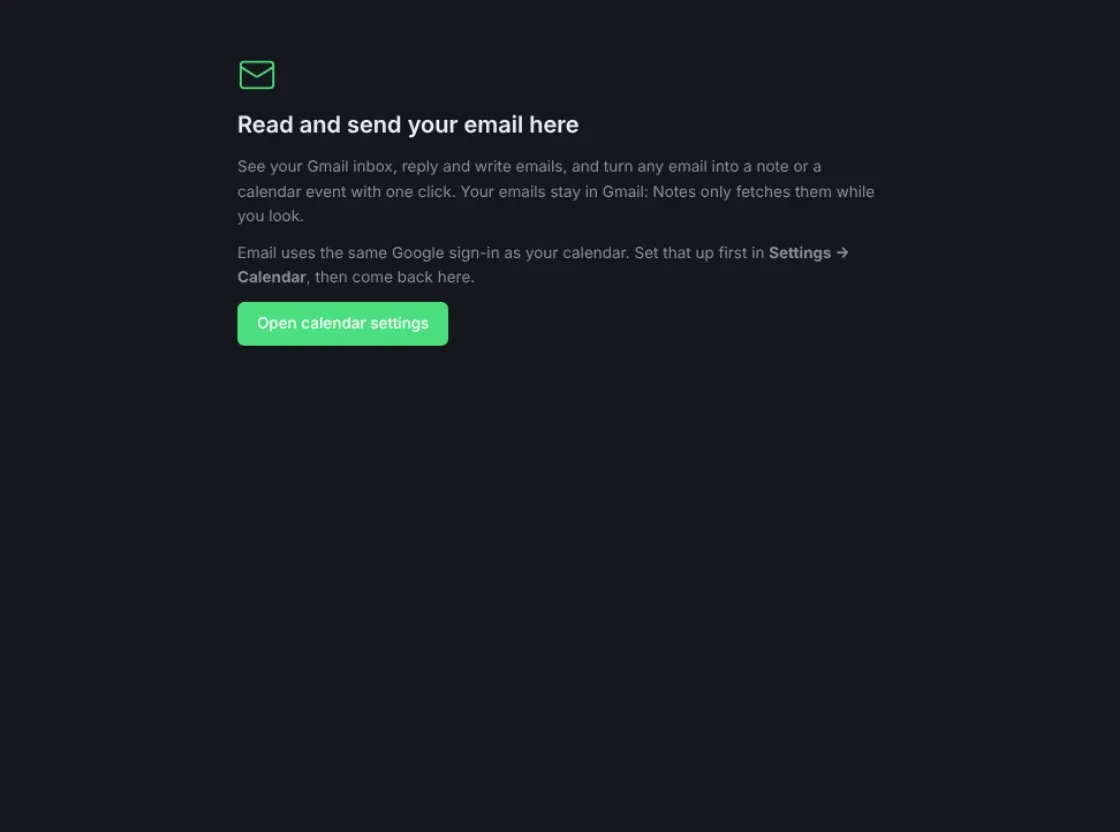 Read and send your email here
See your Gmail inbox, reply and write emails, and turn any email into a note or a
calendar event with one click. Your emails stay in Gmail: Notes only fetches them while
you look.
Email uses the same Google sign-in as your calendar. Set that up first in Settings →
Calendar, then come back here.
Open calendar settings